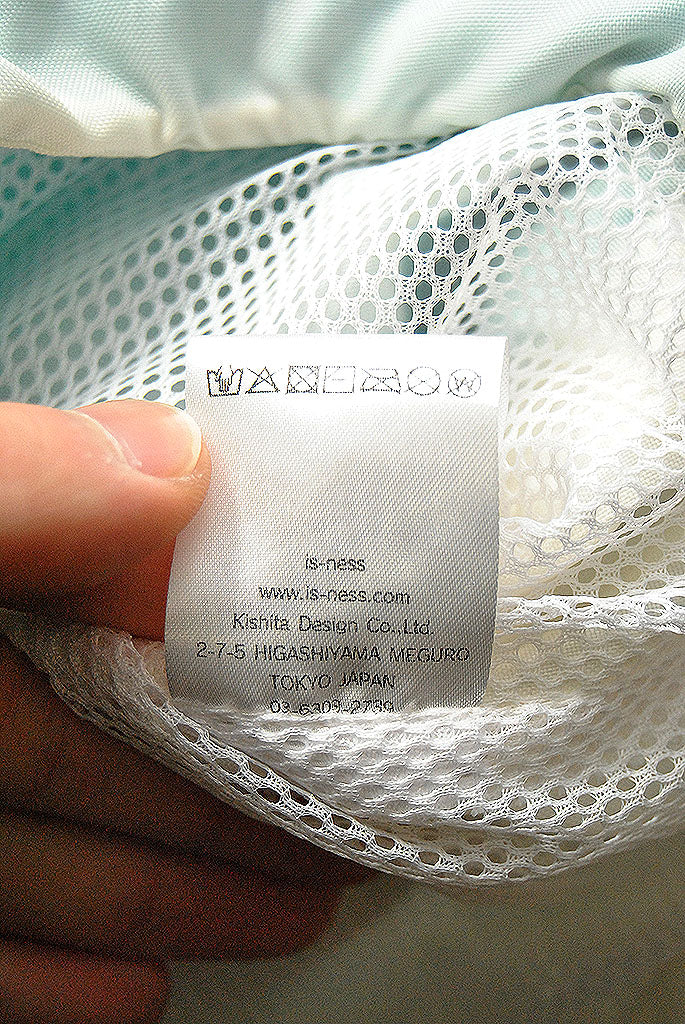 W
is-ness
www.is-ness.com
Kishita Design Co.,Ltd.
2-7-5 HIGASHIYAMA MEGURO
TOKYO JAPAN